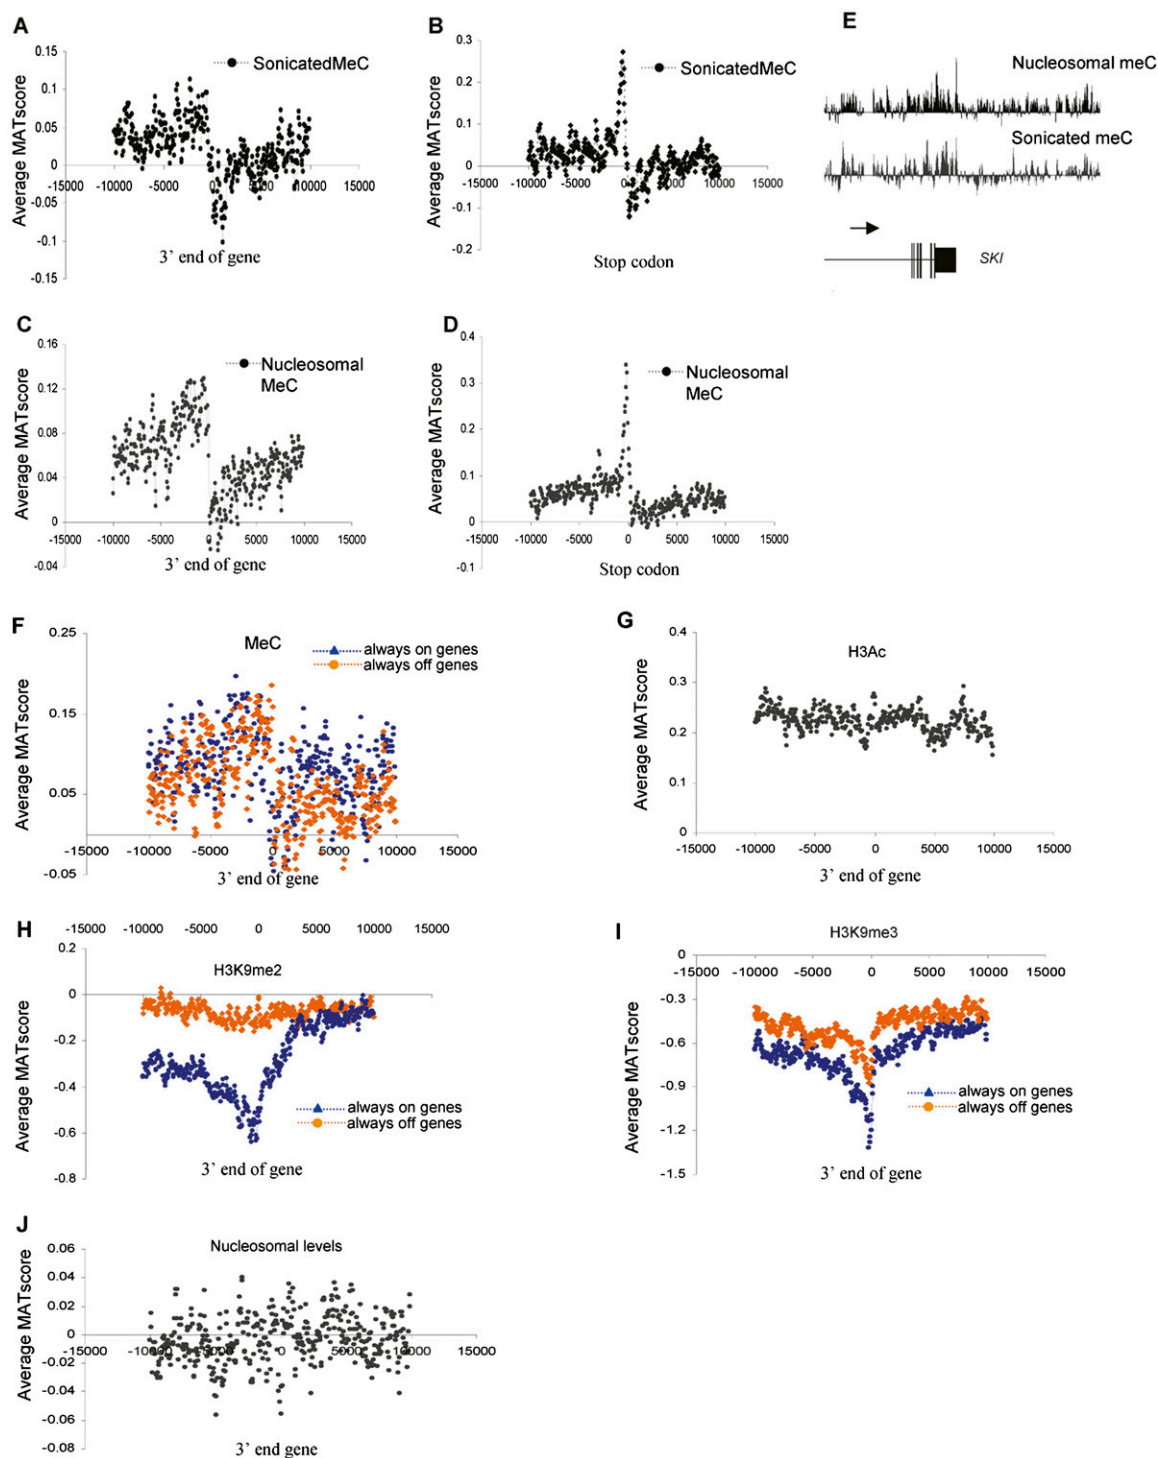 A
SonicatedMeC
Average MATscore
0.15
0.1
0.05
0
-0.05
-0.1
-0.15
-15000
-10000
-5000
0
5000
10000
15000
3' end of gene
B
SonicatedMeC
Average MATscore
0.3
0.2
0.1
0
-0.1
-0.2
-15000
-10000
-5000
0
5000
10000
15000
Stop codon
E
Nucleosomal meC
Sonicated meC
SKI
C
Nucleosomal
MeC
Average MATscore
0.16
0.12
0.08
0.04
0
-0.04
-15000
-10000
-5000
0
5000
10000
15000
3' end of gene
D
Nucleosomal
MeC
Average MATscore
0.4
0.3
0.2
0.1
0
-0.1
-15000
-10000
-5000
0
5000
10000
15000
Stop codon
F
MeC
always on genes
always off genes
Average MATscore
0.25
0.15
0.05
-0.05
-15000
-10000
-5000
0
5000
10000
15000
3' end of gene
G
H3Ac
Average MATscore
0.4
0.3
0.2
0.1
0
-15000
-10000
-5000
0
5000
10000
15000
3' end of gene
H
-15000
-10000
-5000
0
5000
10000
15000
H3K9me2
Average MATscore
0.2
0
-0.2
-0.4
-0.6
-0.8
always on genes
always off genes
3' end of gene
I
H3K9me3
Average MATscore
0
-0.3
-0.6
-0.9
-1.2
-1.5
-15000
-10000
-5000
0
5000
10000
15000
always on genes
always off genes
3' end of gene
J
Nucleosomal levels
Average MATscore
0.06
0.04
0.02
0
-0.02
-0.04
-0.06
-0.08
-15000
-10000
-5000
0
5000
10000
15000
3' end gene